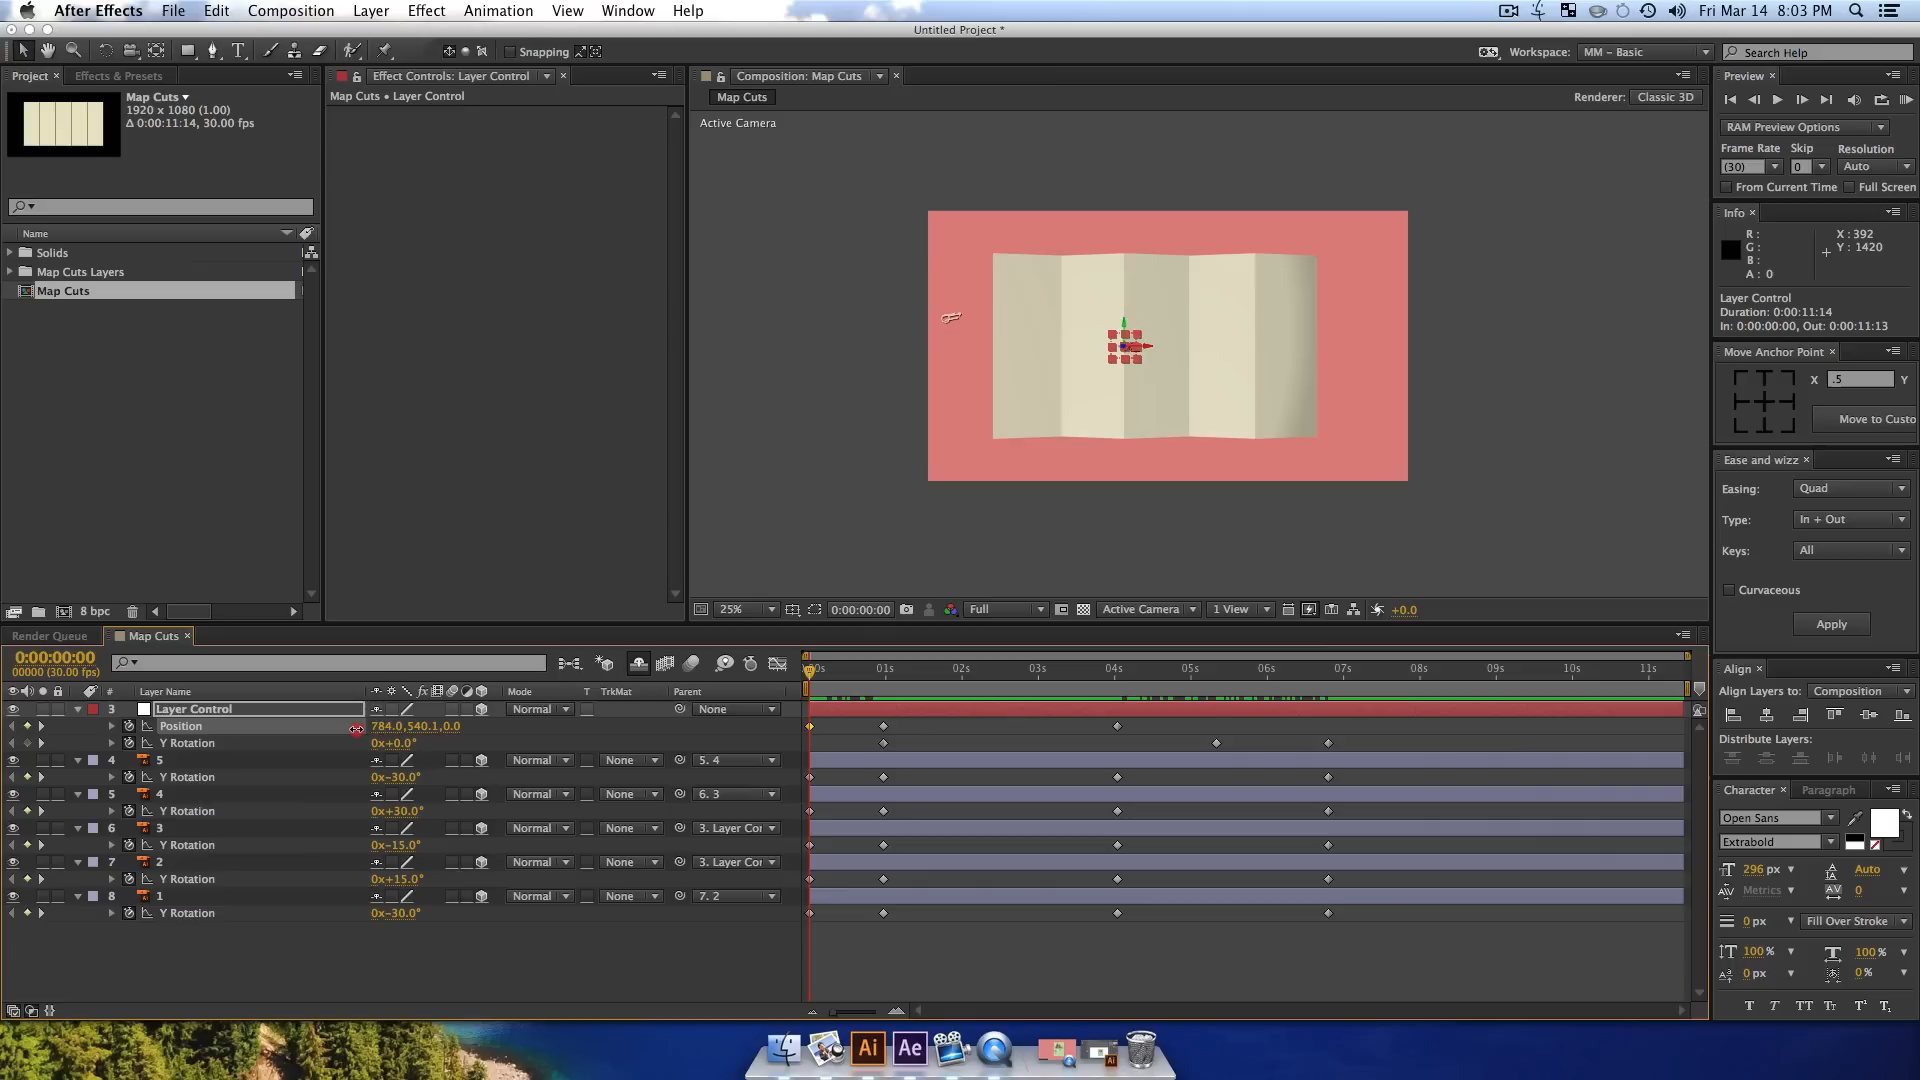 After Effects File Edit Composition Layer Effect Animation View Window Help
Fri Mar 14 8:03 PM
Untitled Project *
Snapping
Workspace: MM – Basic
Search Help
Project Effects & Presets
Effect Controls: Layer Control
Composition: Map Cuts
Preview
Map Cuts
1920 x 1080 (1.00)
Δ 0:00:11:14, 30.00 fps
Map Cuts • Layer Control
Map Cuts
Renderer: Classic 3D
Active Camera
RAM Preview Options
Frame Rate Skip Resolution
(30) 0 Auto
From Current Time Full Screen
Info
R :
G :
B :
A : 0
X : 392
Y : 1420
Layer Control
Duration: 0:00:11:14
In: 0:00:00:00, Out: 0:00:11:13
Name
Solids
Map Cuts Layers
Map Cuts
Move Anchor Point
X .5 Y
Move to Custo
Ease and wizz
Easing: Quad
Type: In + Out
Keys: All
Curvaceous
Apply
8 bpc
25% 0:00:00:00 Full Active Camera 1 View +0.0
Render Queue Map Cuts
0:00:00:00
00000 (30.00 fps)
00s 01s 02s 03s 04s 05s 06s 07s 08s 09s 10s 11s
# Layer Name fx Mode T TrkMat Parent
3 Layer Control Normal None
Position 784.0,540.1,0.0
Y Rotation 0x+0.0°
4 5 Normal None 5. 4
Y Rotation 0x-30.0°
5 4 Normal None 6. 3
Y Rotation 0x+30.0°
6 3 Normal None 3. Layer Cor
Y Rotation 0x-15.0°
7 2 Normal None 3. Layer Cor
Y Rotation 0x+15.0°
8 1 Normal None 7. 2
Y Rotation 0x-30.0°
Align
Align Layers to: Composition
Distribute Layers:
Character Paragraph
Open Sans
Extrabold
296 px Auto
Metrics 0
0 px Fill Over Stroke
100 % 100 %
0 px 0 %
T T TT Tr T¹ T₁
Ai Ae